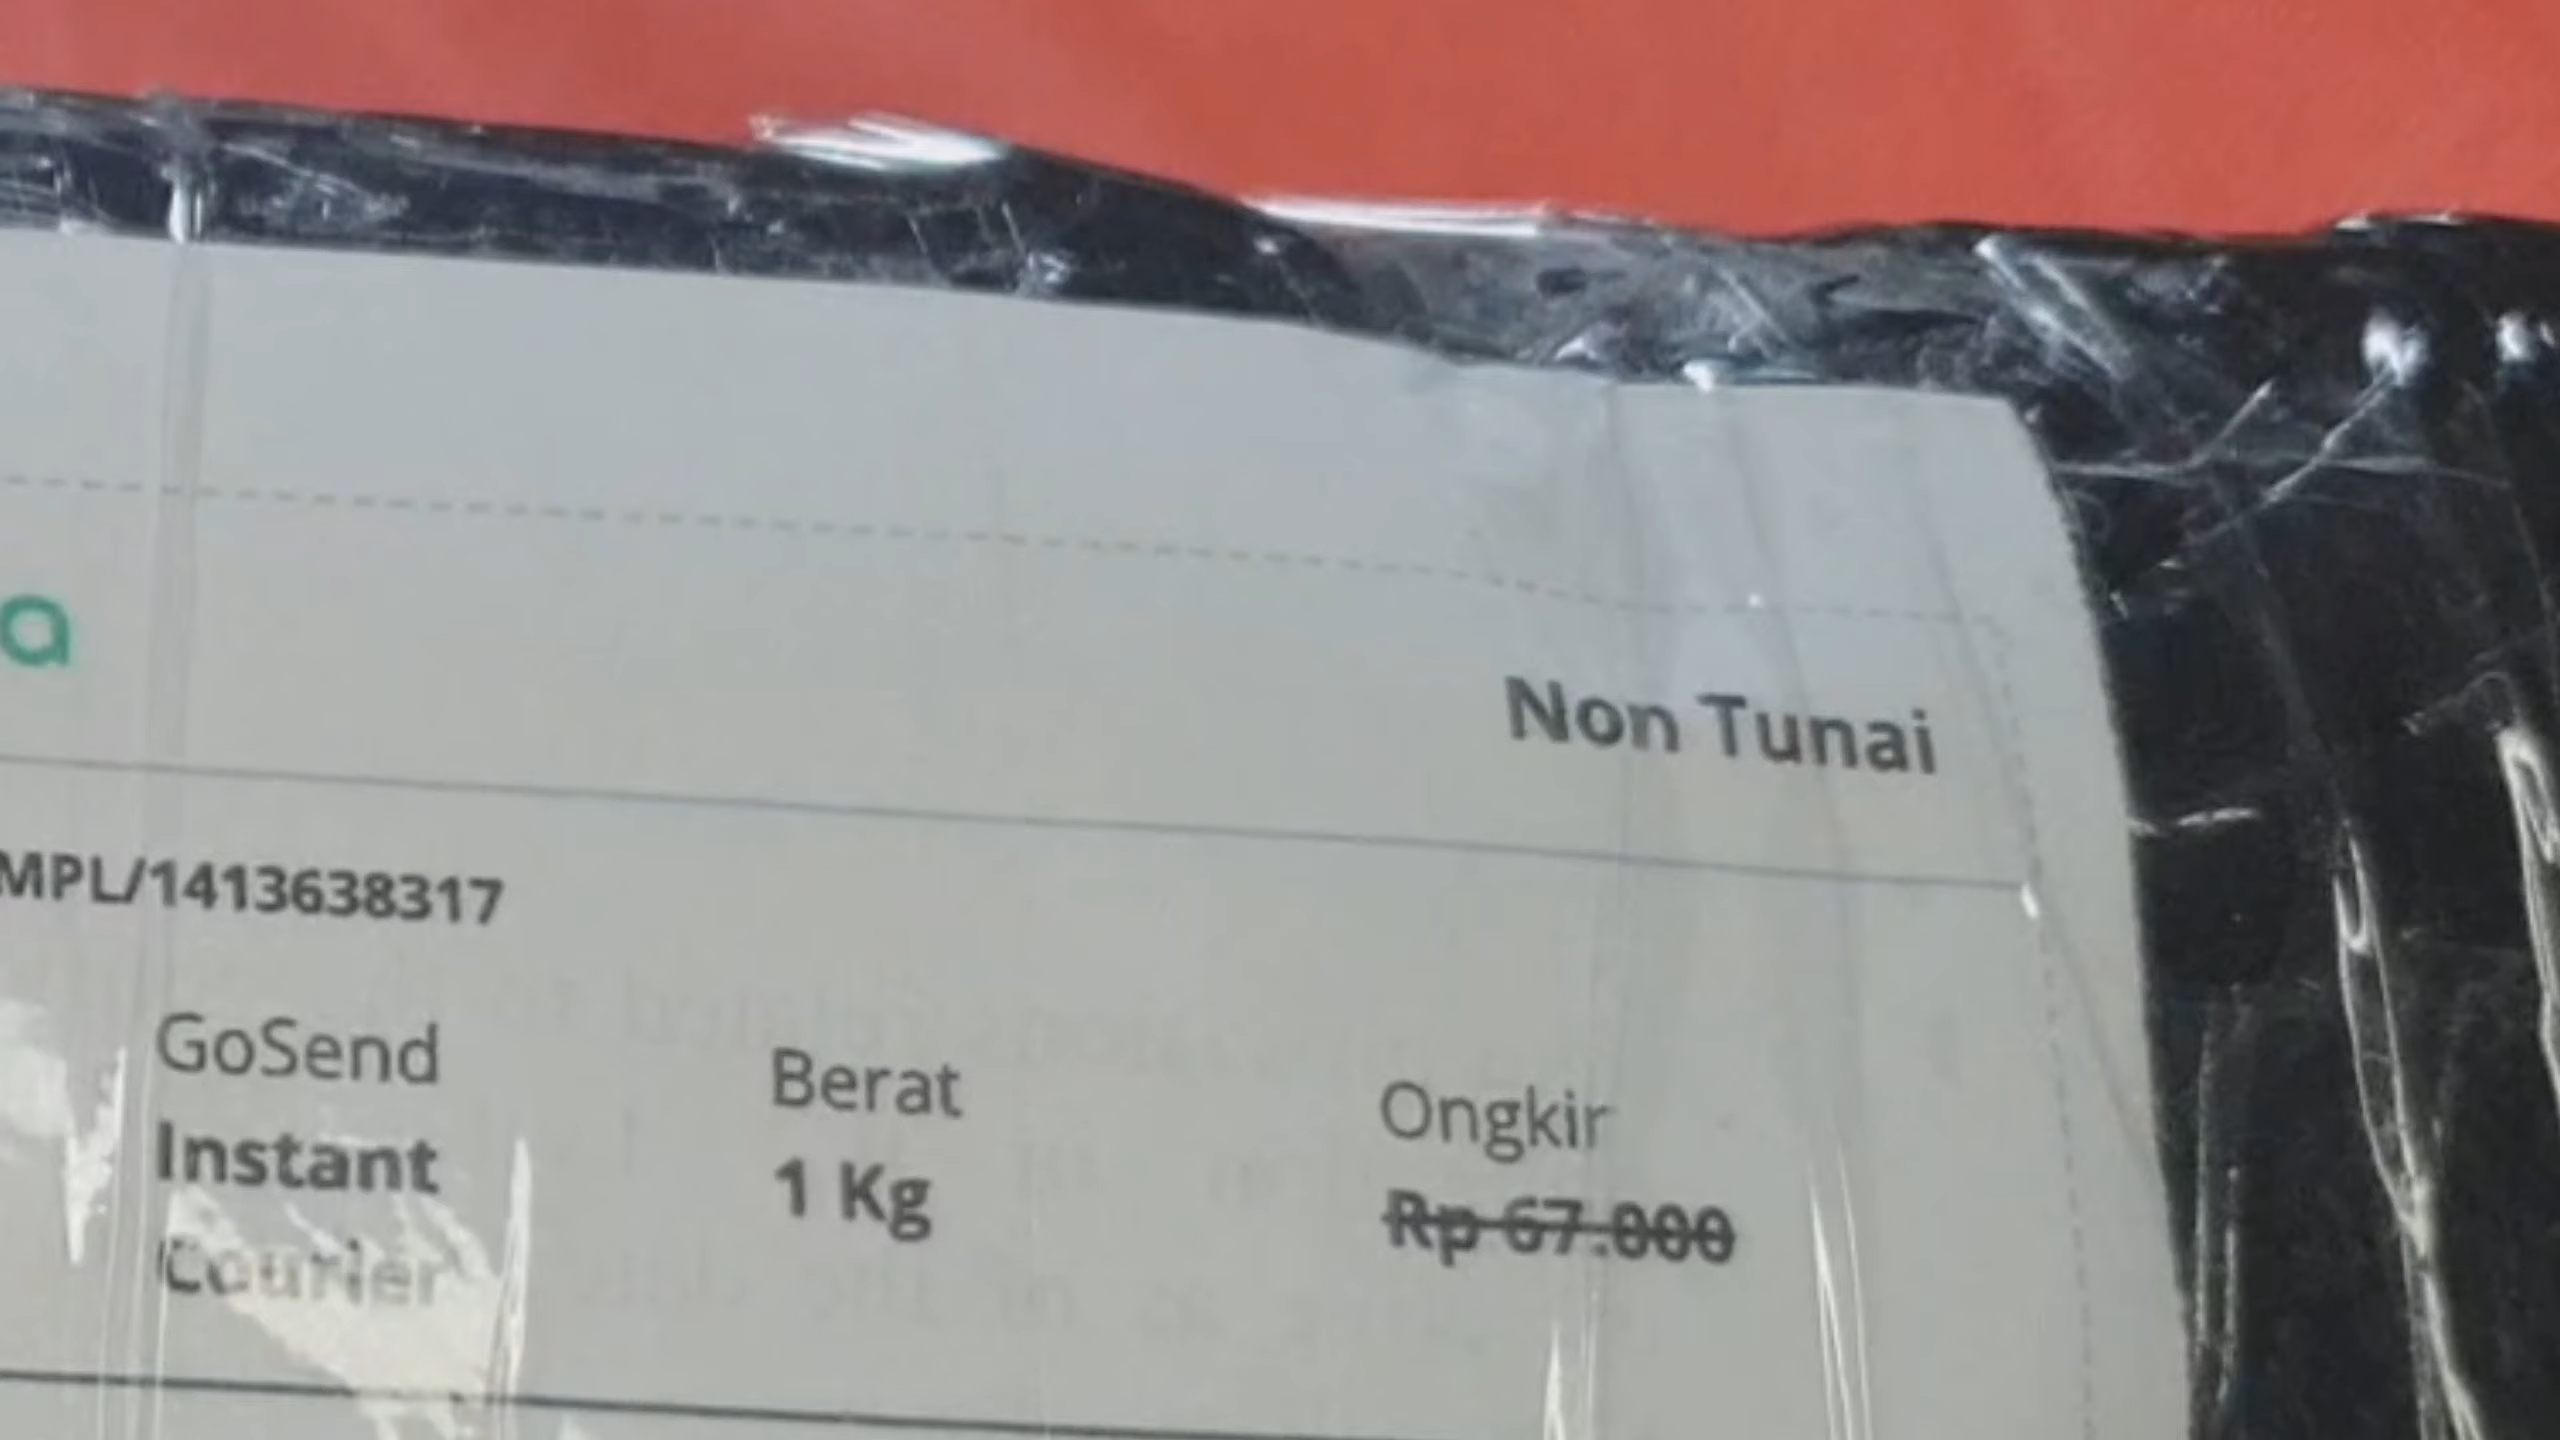 a
Non Tunai
MPL/1413638317
GoSend
Instant
Courier
Berat
1 Kg
Ongkir
Rp 67.000